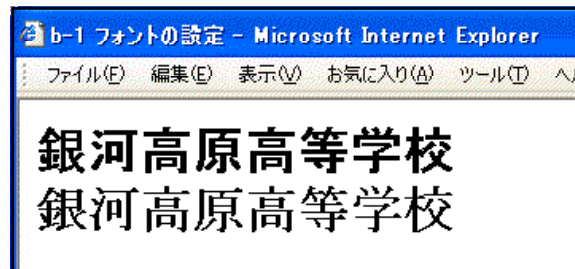 b-1 フォントの設定 - Microsoft Internet Explorer
ファイル(F) 編集(E) 表示(V) お気に入り(A) ツール(T)
銀河高原高等学校
銀河高原高等学校